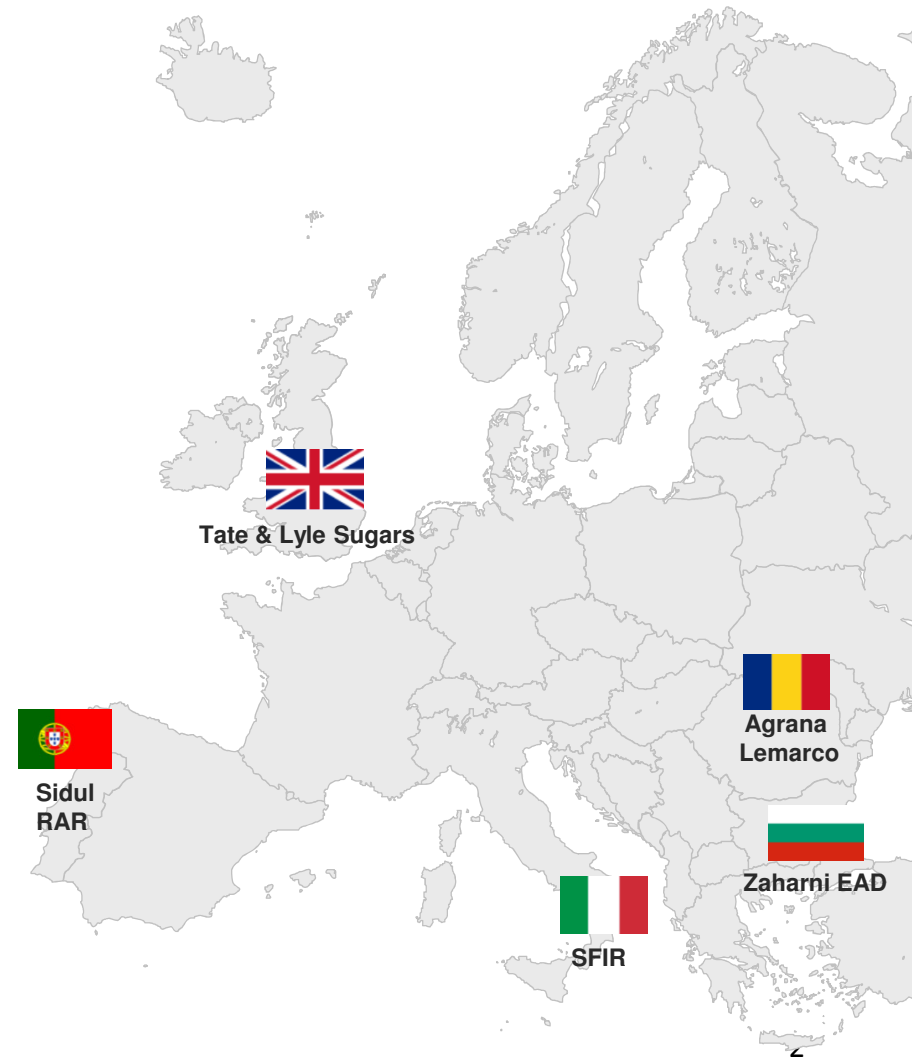 Tate & Lyle Sugars
Agrana
Lemarco
Sidul
RAR
Zaharni EAD
SFIR
2